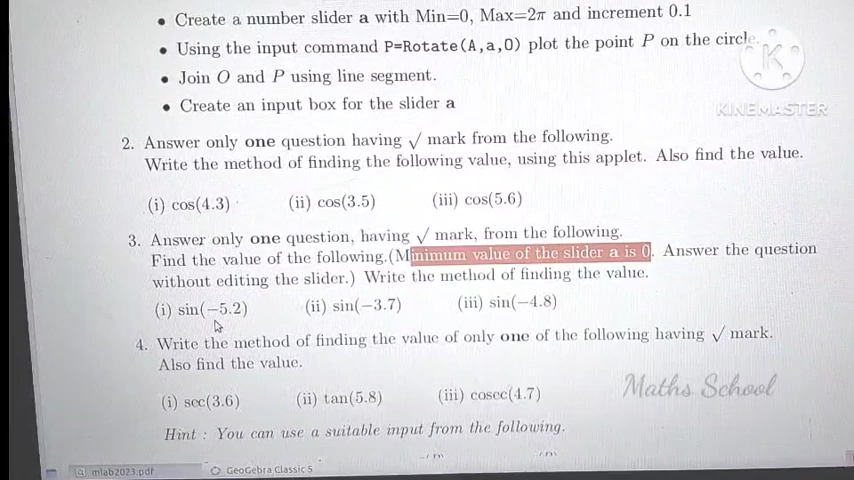 • Create a number slider a with Min=0, Max=2π and increment 0.1
• Using the input command P=Rotate(A,a,O) plot the point P on the circle.
• Join O and P using line segment.
• Create an input box for the slider a
KINEMASTER
2. Answer only one question having √ mark from the following.
Write the method of finding the following value, using this applet. Also find the value.
(i) cos(4.3) (ii) cos(3.5) (iii) cos(5.6)
3. Answer only one question, having √ mark, from the following.
Find the value of the following.(Minimum value of the slider a is 0. Answer the question
without editing the slider.) Write the method of finding the value.
(i) sin(−5.2) (ii) sin(−3.7) (iii) sin(−4.8)
4. Write the method of finding the value of only one of the following having √ mark.
Also find the value.
(i) sec(3.6) (ii) tan(5.8) (iii) cosec(4.7)
Maths School
Hint : You can use a suitable input from the following.
mlab2023.pdf GeoGebra Classic 5